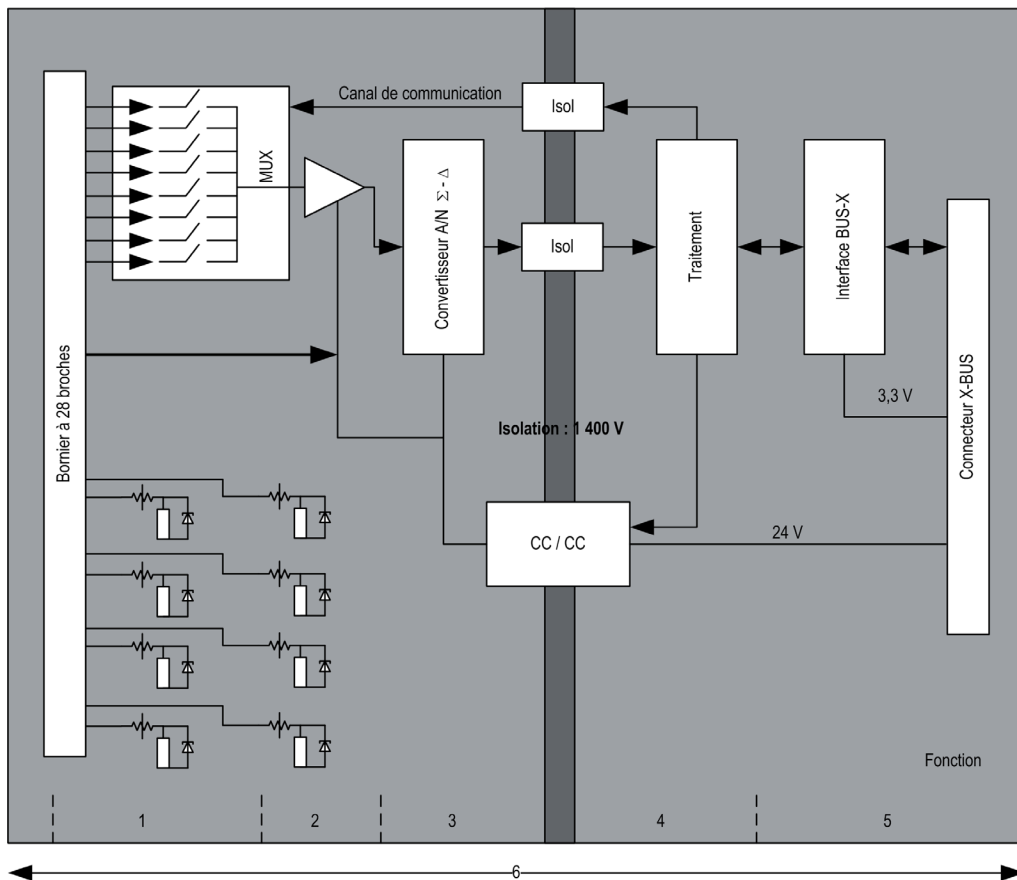 Canal de communication
Isol
MUX
Convertisseur A/N Σ - Δ
Isol
Traitement
Interface BUS-X
Bornier à 28 broches
Connecteur X-BUS
3,3 V
Isolation : 1 400 V
CC / CC
24 V
Fonction
1
2
3
4
5
6